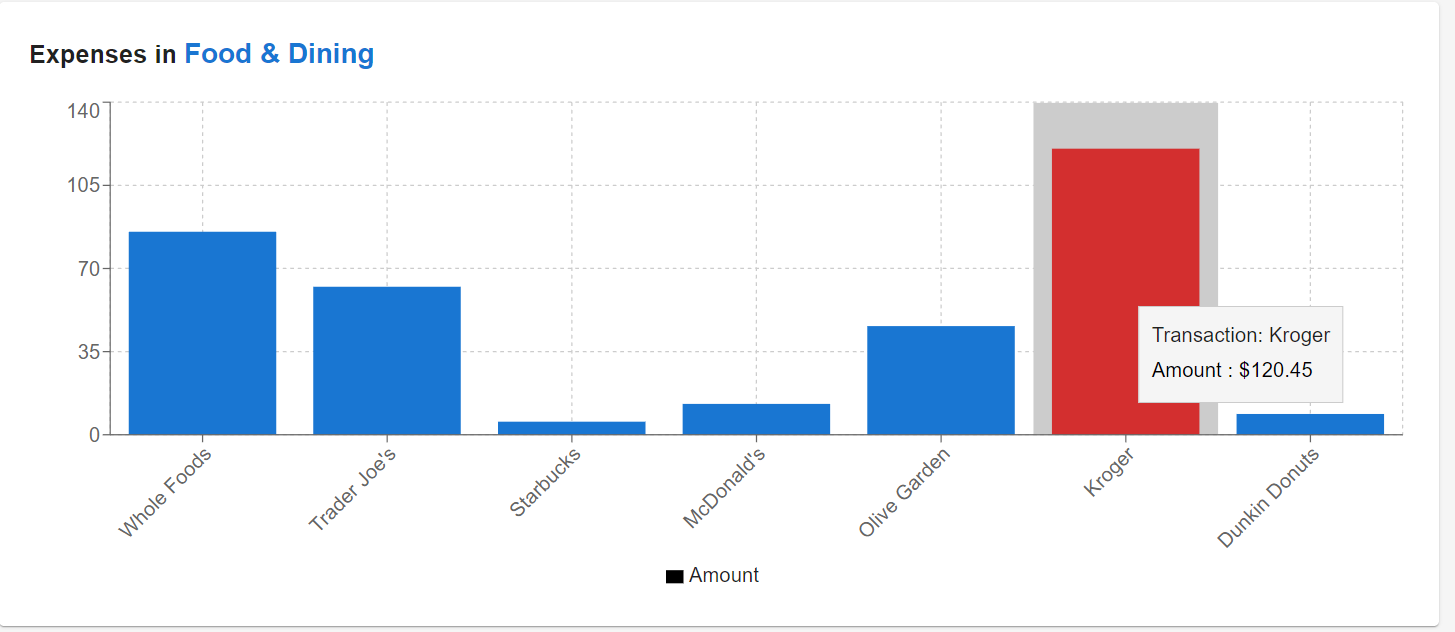 Expenses in Food & Dining
140
105
70
35
0
Transaction: Kroger
Amount : $120.45
Whole Foods
Trader Joe's
Starbucks
McDonald's
Olive Garden
Kroger
Dunkin Donuts
Amount